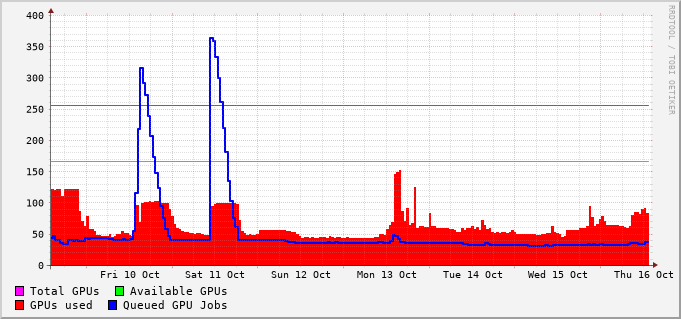 RRDTOOL / TOBI OETIKER
400
350
300
250
200
150
100
50
0
Fri 10 Oct Sat 11 Oct Sun 12 Oct Mon 13 Oct Tue 14 Oct Wed 15 Oct Thu 16 Oct
Total GPUs Available GPUs
GPUs used Queued GPU Jobs